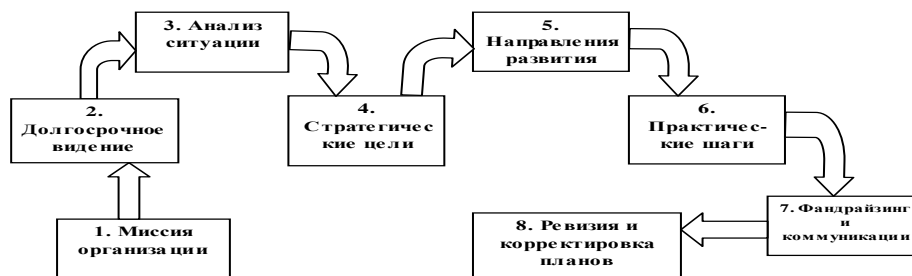 1. Миссия
организации
2.
Долгосрочное
видение
3. Анализ
ситуации
4.
Стратегичес
кие цели
5.
Направления
развития
6.
Практичес-
кие шаги
7. Фандрайзинг
и
коммуникации
8. Ревизия и
корректировка
планов